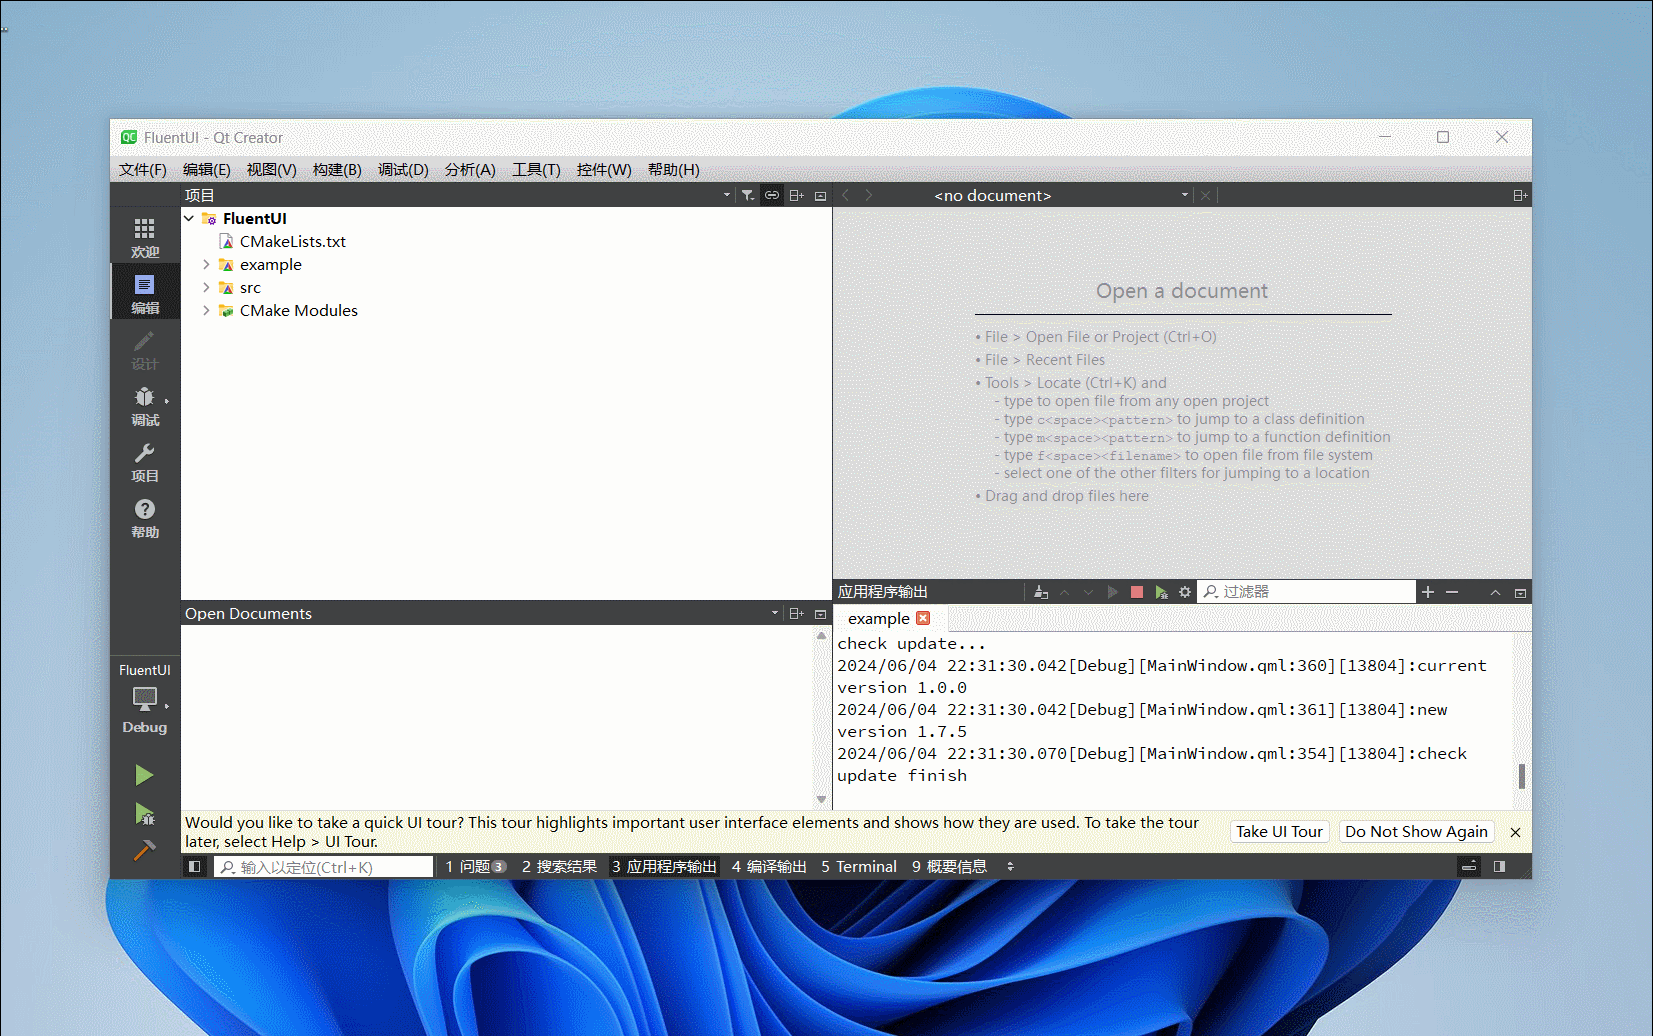 FluentUI - Qt Creator
文件(F) 编辑(E) 视图(V) 构建(B) 调试(D) 分析(A) 工具(T) 控件(W) 帮助(H)
项目
<no document>
欢迎
编辑
设计
调试
项目
帮助
FluentUI
CMakeLists.txt
example
src
CMake Modules
Open a document
• File > Open File or Project (Ctrl+O)
• File > Recent Files
• Tools > Locate (Ctrl+K) and
- type to open file from any open project
- type c<space><pattern> to jump to a class definition
- type m<space><pattern> to jump to a function definition
- type f<space><filename> to open file from file system
- select one of the other filters for jumping to a location
• Drag and drop files here
Open Documents
应用程序输出 过滤器
example
check update...
2024/06/04 22:31:30.042[Debug][MainWindow.qml:360][13804]:current
version 1.0.0
2024/06/04 22:31:30.042[Debug][MainWindow.qml:361][13804]:new
version 1.7.5
2024/06/04 22:31:30.070[Debug][MainWindow.qml:354][13804]:check
update finish
FluentUI
Debug
Would you like to take a quick UI tour? This tour highlights important user interface elements and shows how they are used. To take the tour
later, select Help > UI Tour.
Take UI Tour Do Not Show Again
输入以定位(Ctrl+K) 1 问题 3 2 搜索结果 3 应用程序输出 4 编译输出 5 Terminal 9 概要信息